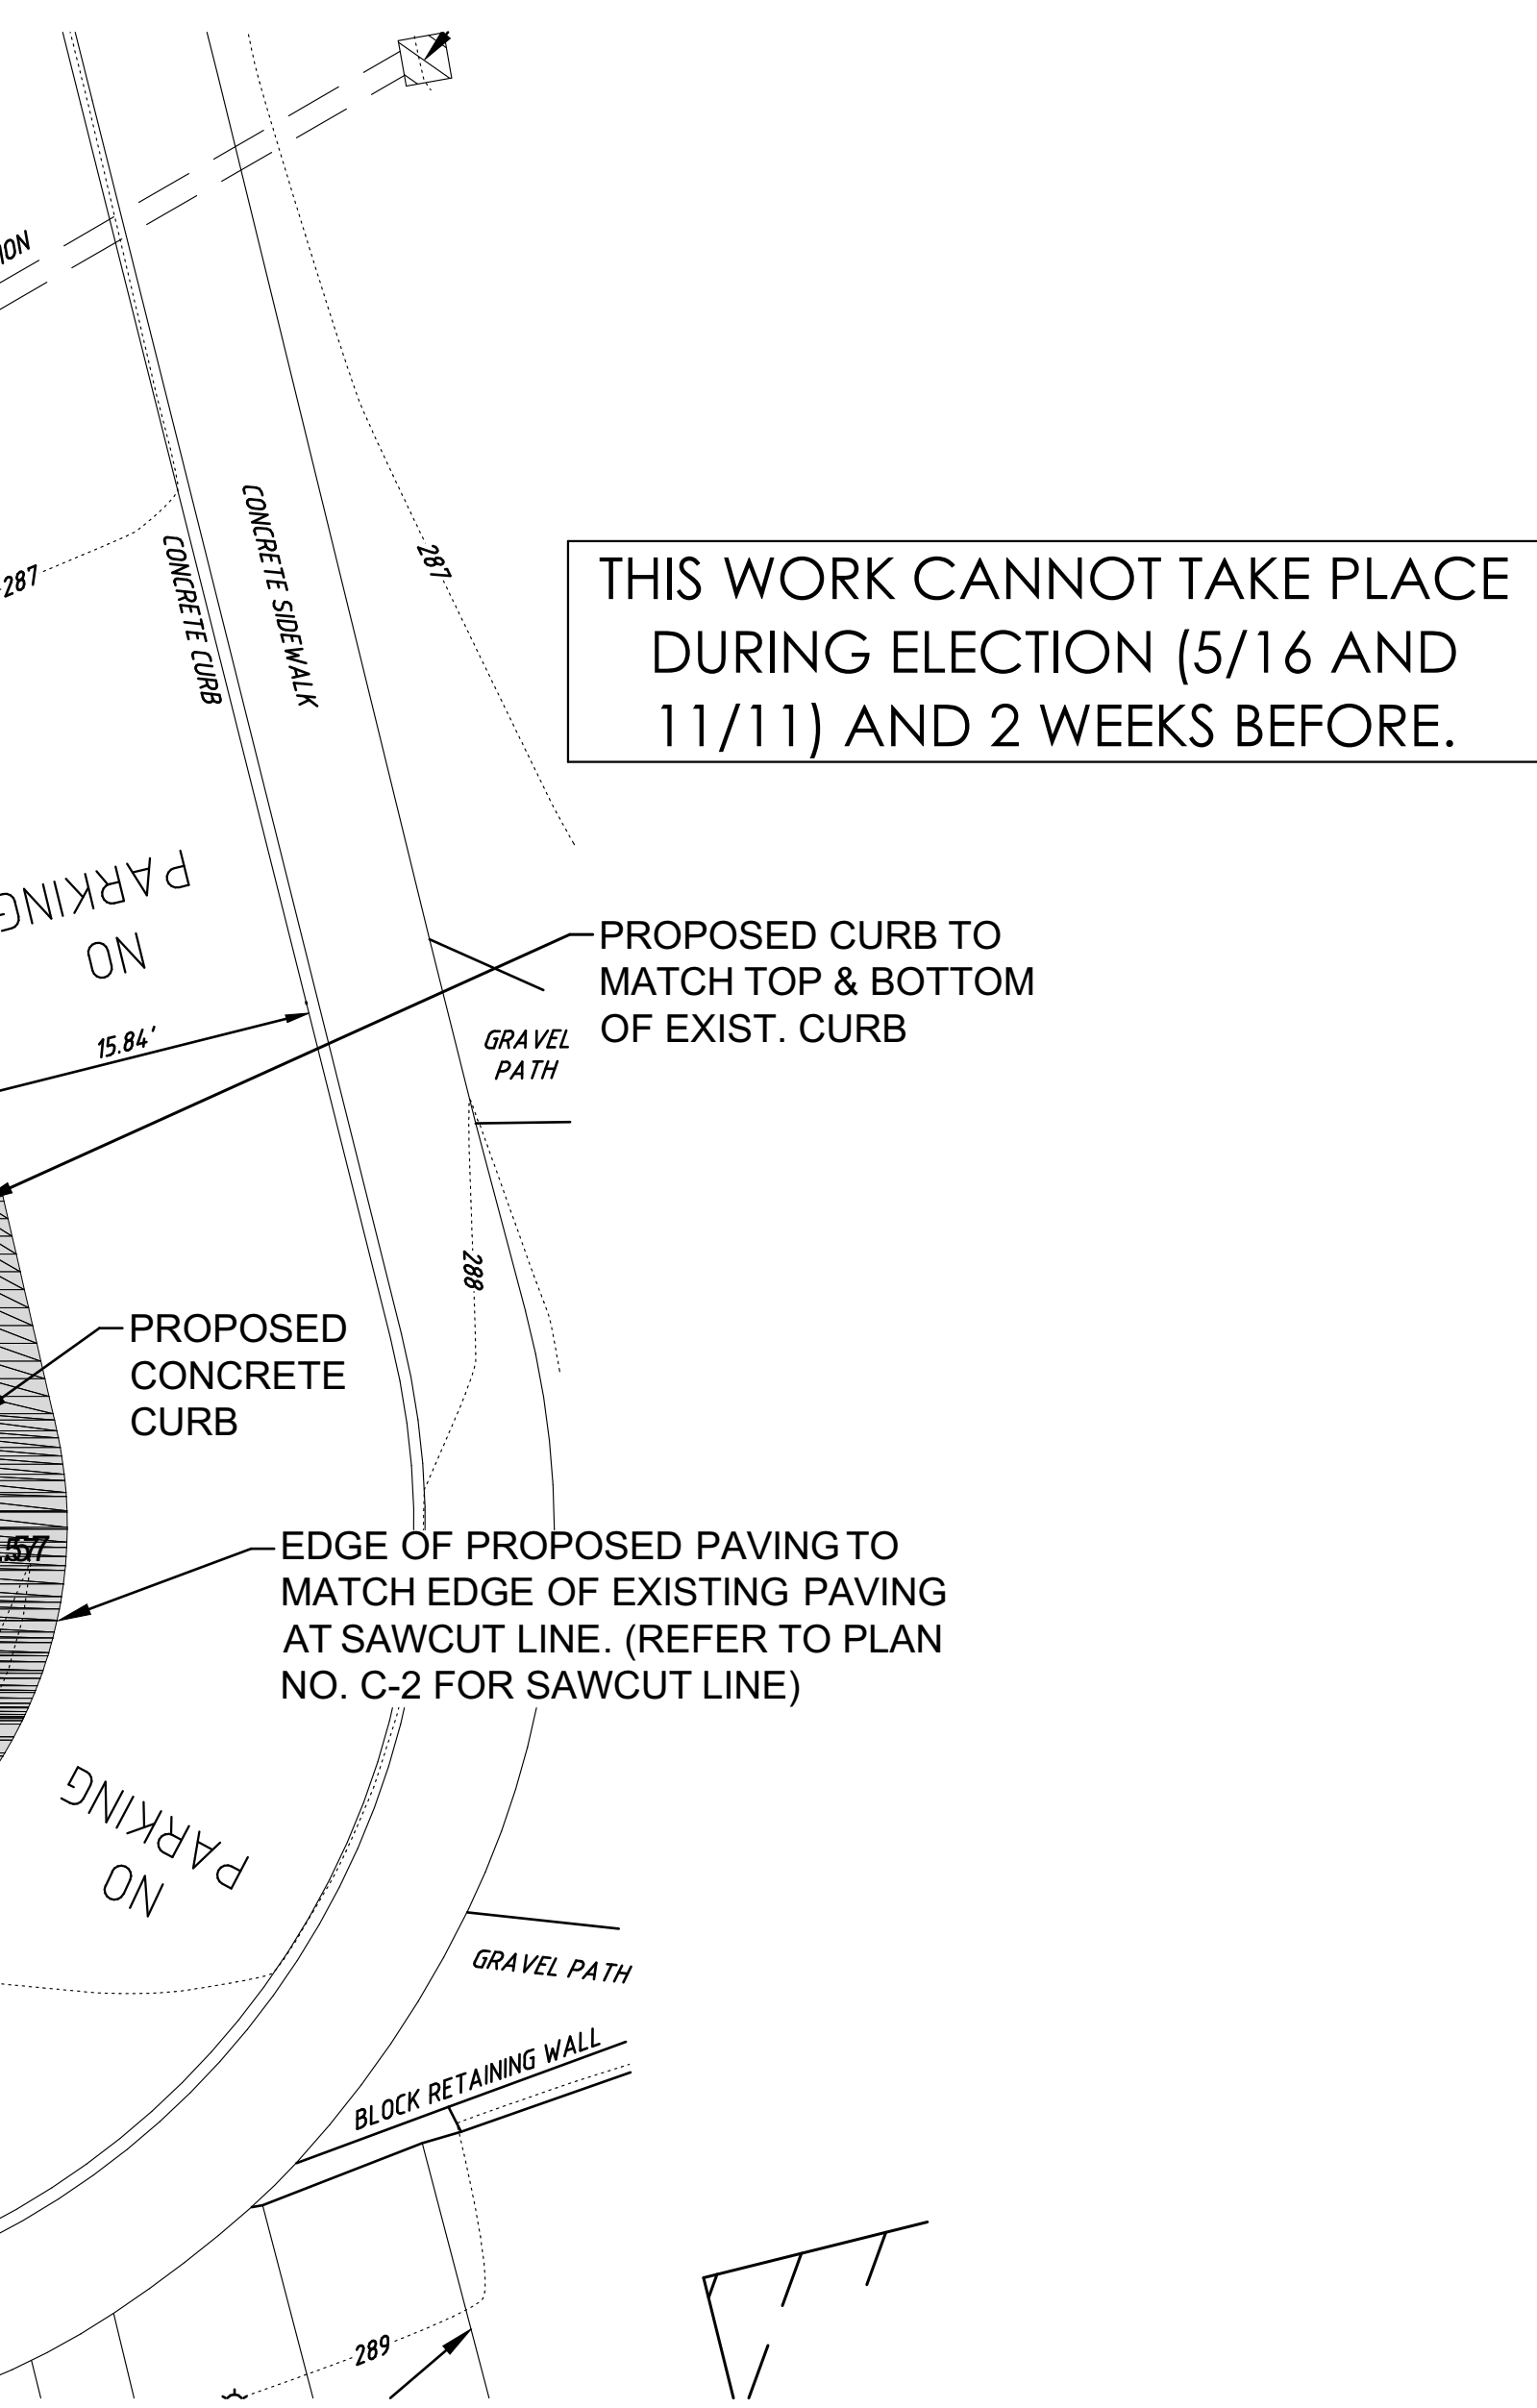 287
CONCRETE CURB
CONCRETE SIDEWALK
287
THIS WORK CANNOT TAKE PLACE
DURING ELECTION (5/16 AND
11/11) AND 2 WEEKS BEFORE.
NO
PARKING
15.84'
PROPOSED CURB TO
MATCH TOP & BOTTOM
OF EXIST. CURB
GRAVEL
PATH
288
PROPOSED
CONCRETE
CURB
EDGE OF PROPOSED PAVING TO
MATCH EDGE OF EXISTING PAVING
AT SAWCUT LINE. (REFER TO PLAN
NO. C-2 FOR SAWCUT LINE)
NO
PARKING
GRAVEL PATH
BLOCK RETAINING WALL
289